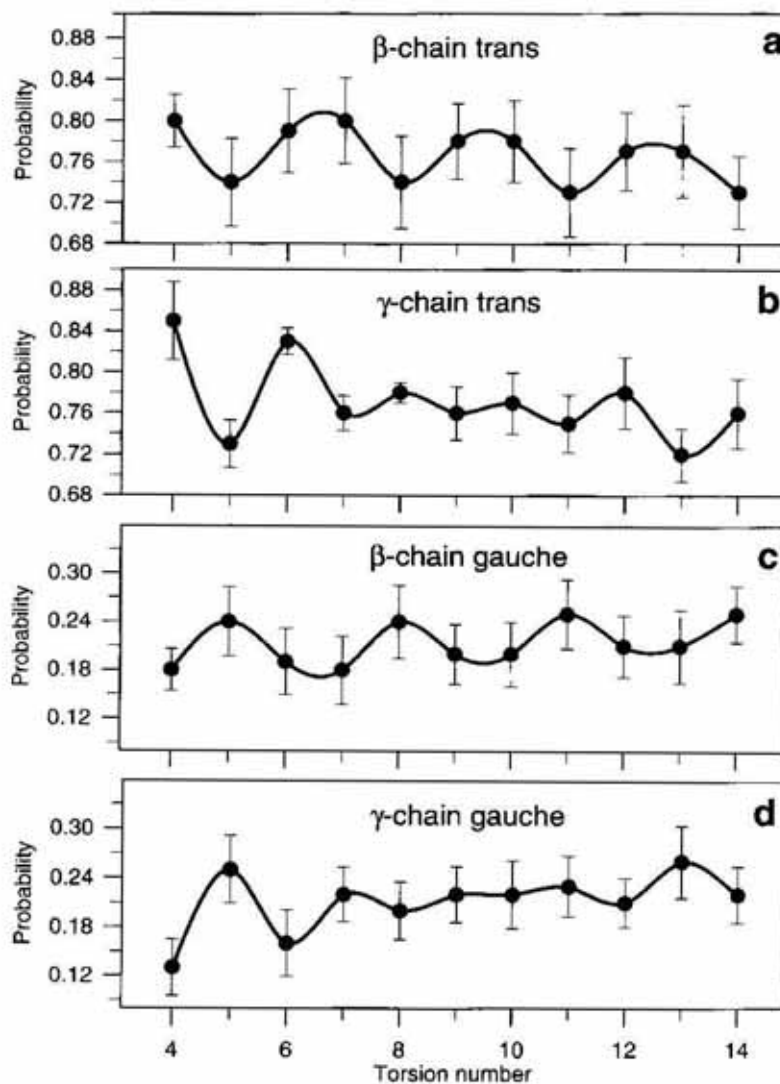 a
β-chain trans
Probability
0.88
0.84
0.80
0.76
0.72
0.68
b
γ-chain trans
Probability
0.88
0.84
0.80
0.76
0.72
0.68
c
β-chain gauche
Probability
0.30
0.24
0.18
0.12
d
γ-chain gauche
Probability
0.30
0.24
0.18
0.12
4 6 8 10 12 14
Torsion number